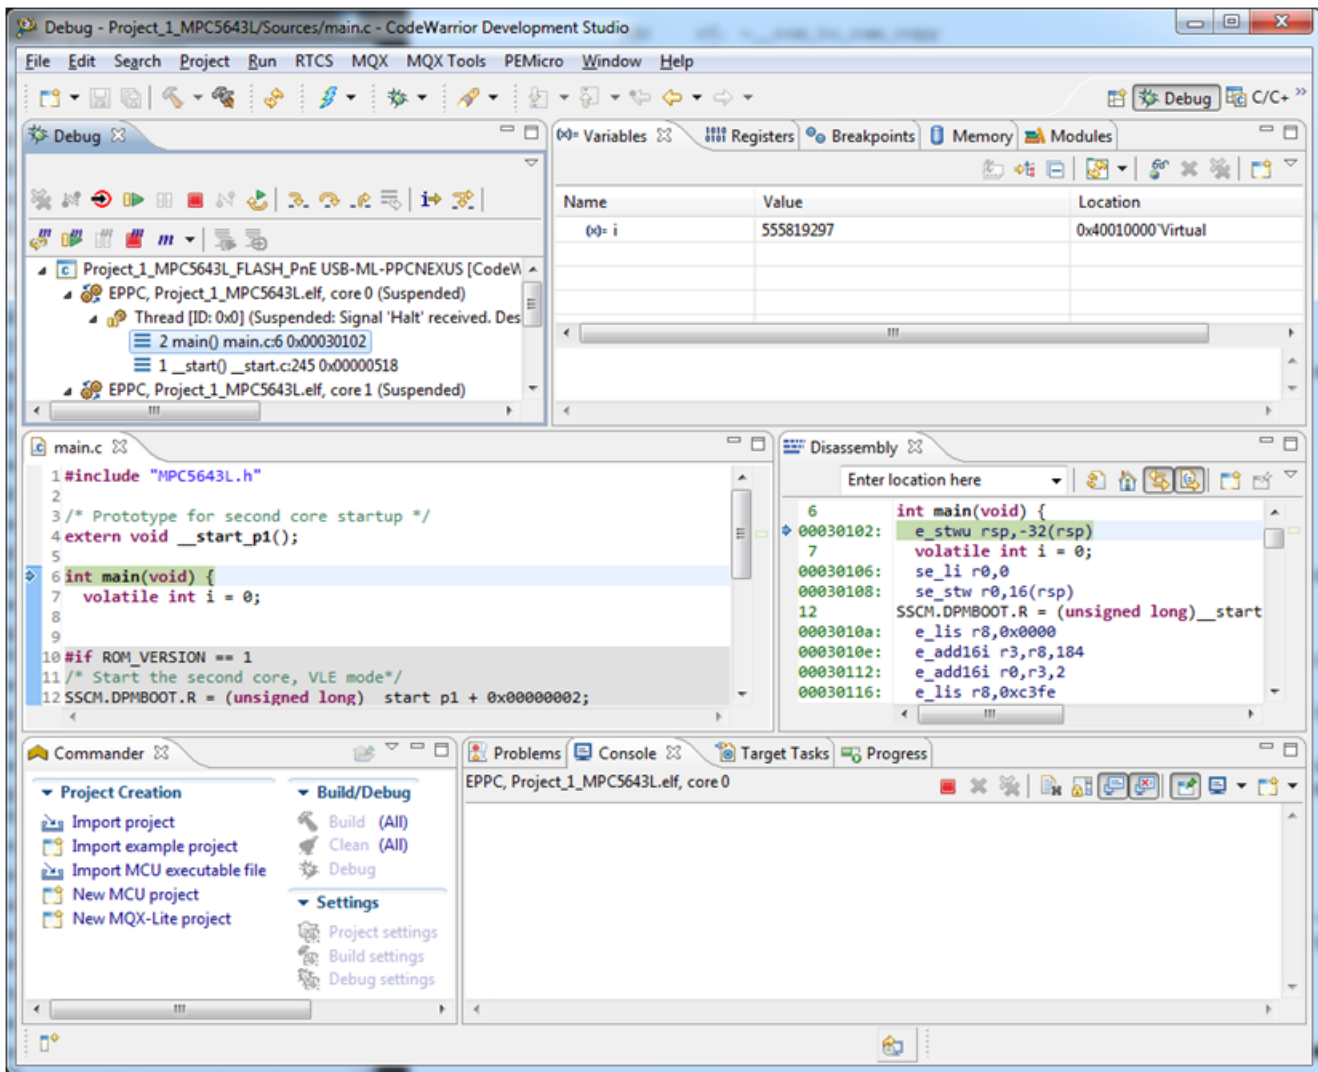 Debug - Project_1_MPC5643L/Sources/main.c - CodeWarrior Development Studio
File Edit Search Project Run RTCS MQX MQX Tools PEMicro Window Help
Debug C/C+ »
Debug
Project_1_MPC5643L_FLASH_PnE USB-ML-PPCNEXUS [CodeW
EPPC, Project_1_MPC5643L.elf, core 0 (Suspended)
Thread [ID: 0x0] (Suspended: Signal 'Halt' received. Des
2 main() main.c:6 0x00030102
1 __start() __start.c:245 0x00000518
EPPC, Project_1_MPC5643L.elf, core 1 (Suspended)
(x)= Variables Registers Breakpoints Memory Modules
Name Value Location
(x)= i 555819297 0x40010000`Virtual
main.c
1 #include "MPC5643L.h"
2
3 /* Prototype for second core startup */
4 extern void __start_p1();
5
6 int main(void) {
7 volatile int i = 0;
8
9
10 #if ROM_VERSION == 1
11 /* Start the second core, VLE mode*/
12 SSCM.DPMBOOT.R = (unsigned long)__start_p1 + 0x00000002;
Disassembly
Enter location here
6 int main(void) {
00030102: e_stwu rsp,-32(rsp)
7 volatile int i = 0;
00030106: se_li r0,0
00030108: se_stw r0,16(rsp)
12 SSCM.DPMBOOT.R = (unsigned long)__start
0003010a: e_lis r8,0x0000
0003010e: e_add16i r3,r8,184
00030112: e_add16i r0,r3,2
00030116: e_lis r8,0xc3fe
Commander
Project Creation
Import project
Import example project
Import MCU executable file
New MCU project
New MQX-Lite project
Build/Debug
Build (All)
Clean (All)
Debug
Settings
Project settings
Build settings
Debug settings
Problems Console Target Tasks Progress
EPPC, Project_1_MPC5643L.elf, core 0